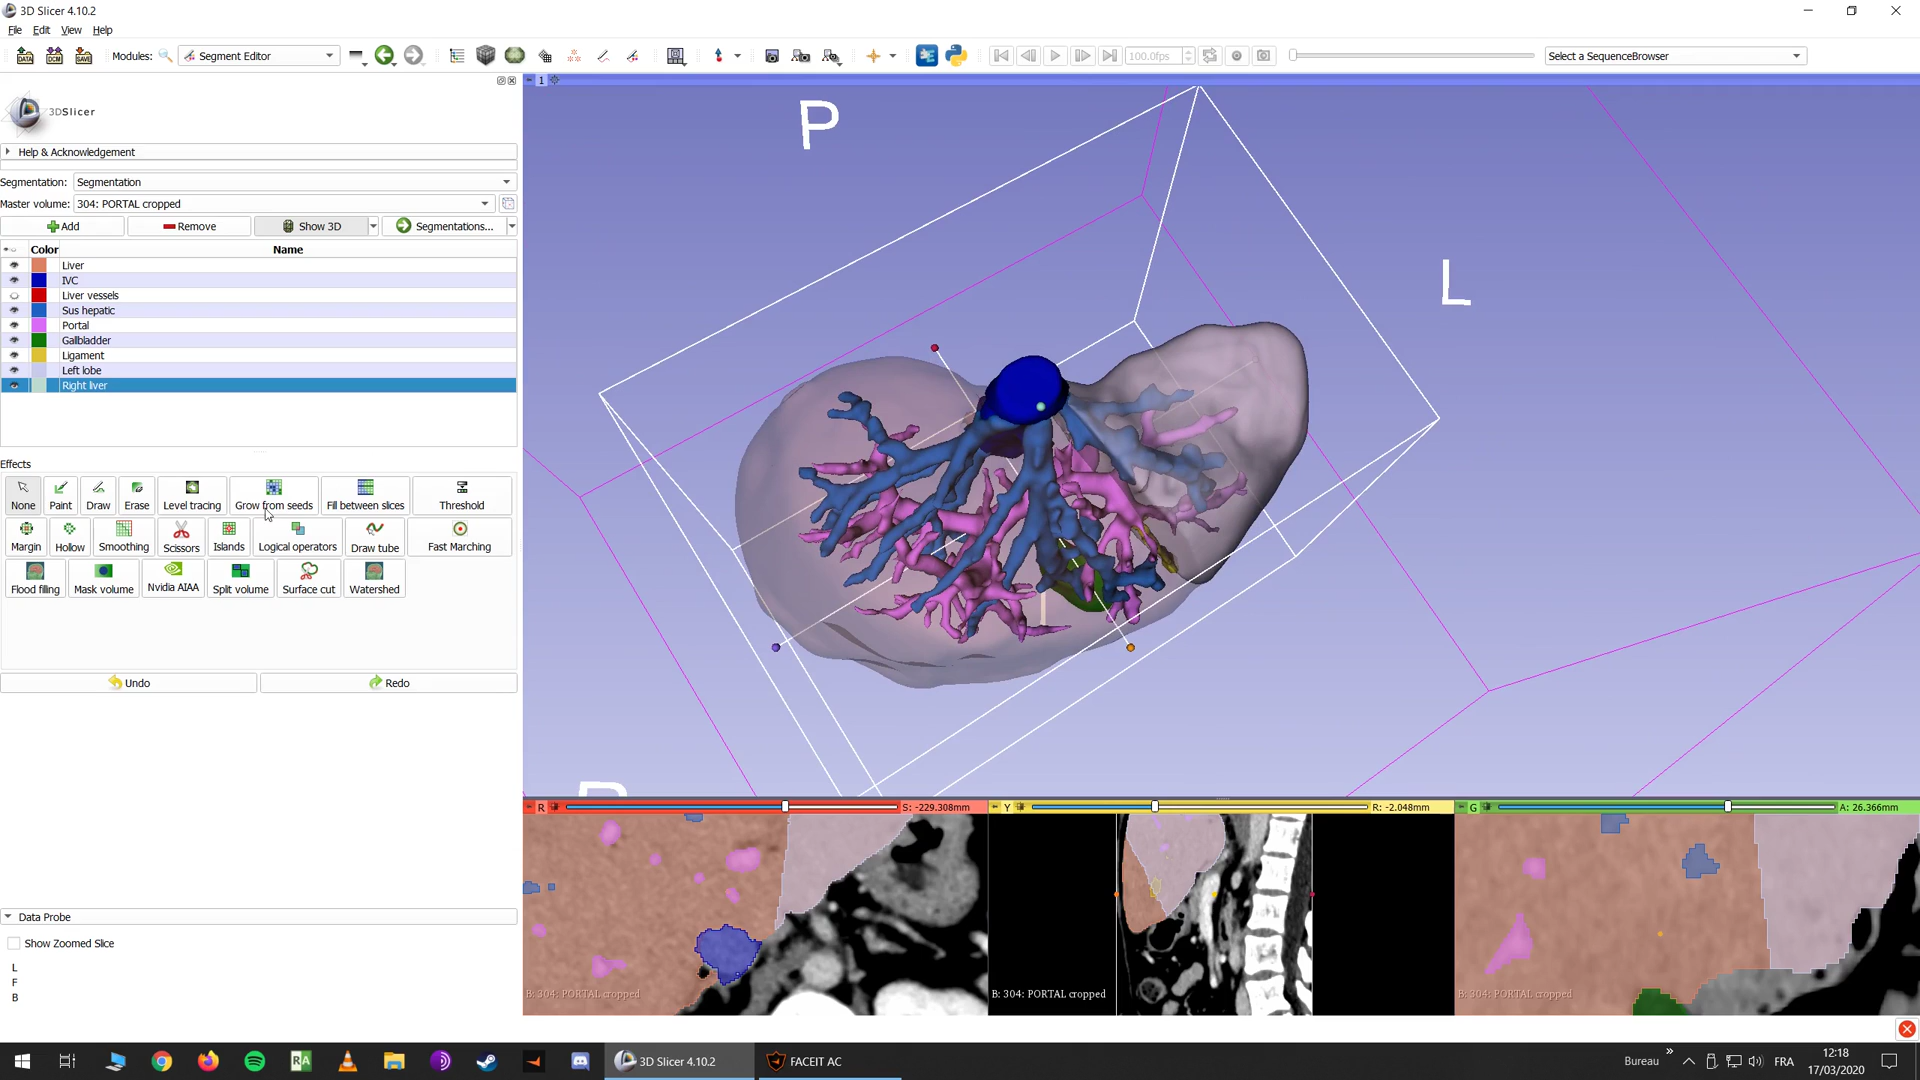 3D Slicer 4.10.2
File Edit View Help
DATA DCM SAVE Modules: Segment Editor 100.0fps Select a SequenceBrowser
1
3DSlicer
Help & Acknowledgement
Segmentation: Segmentation
Master volume: 304: PORTAL cropped
Add Remove Show 3D Segmentations...
Color Name
Liver
IVC
Liver vessels
Sus hepatic
Portal
Gallbladder
Ligament
Left lobe
Right liver
Effects
None Paint Draw Erase Level tracing Grow from seeds Fill between slices Threshold
Margin Hollow Smoothing Scissors Islands Logical operators Draw tube Fast Marching
Flood filling Mask volume Nvidia AIAA Split volume Surface cut Watershed
Undo Redo
Data Probe
Show Zoomed Slice
L
F
B
P
L
R S: -229.308mm
B: 304: PORTAL cropped
Y R: -2.048mm
B: 304: PORTAL cropped
G A: 26.366mm
B: 304: PORTAL cropped
RA 3D Slicer 4.10.2 FACEIT AC Bureau » FRA 12:18
17/03/2020